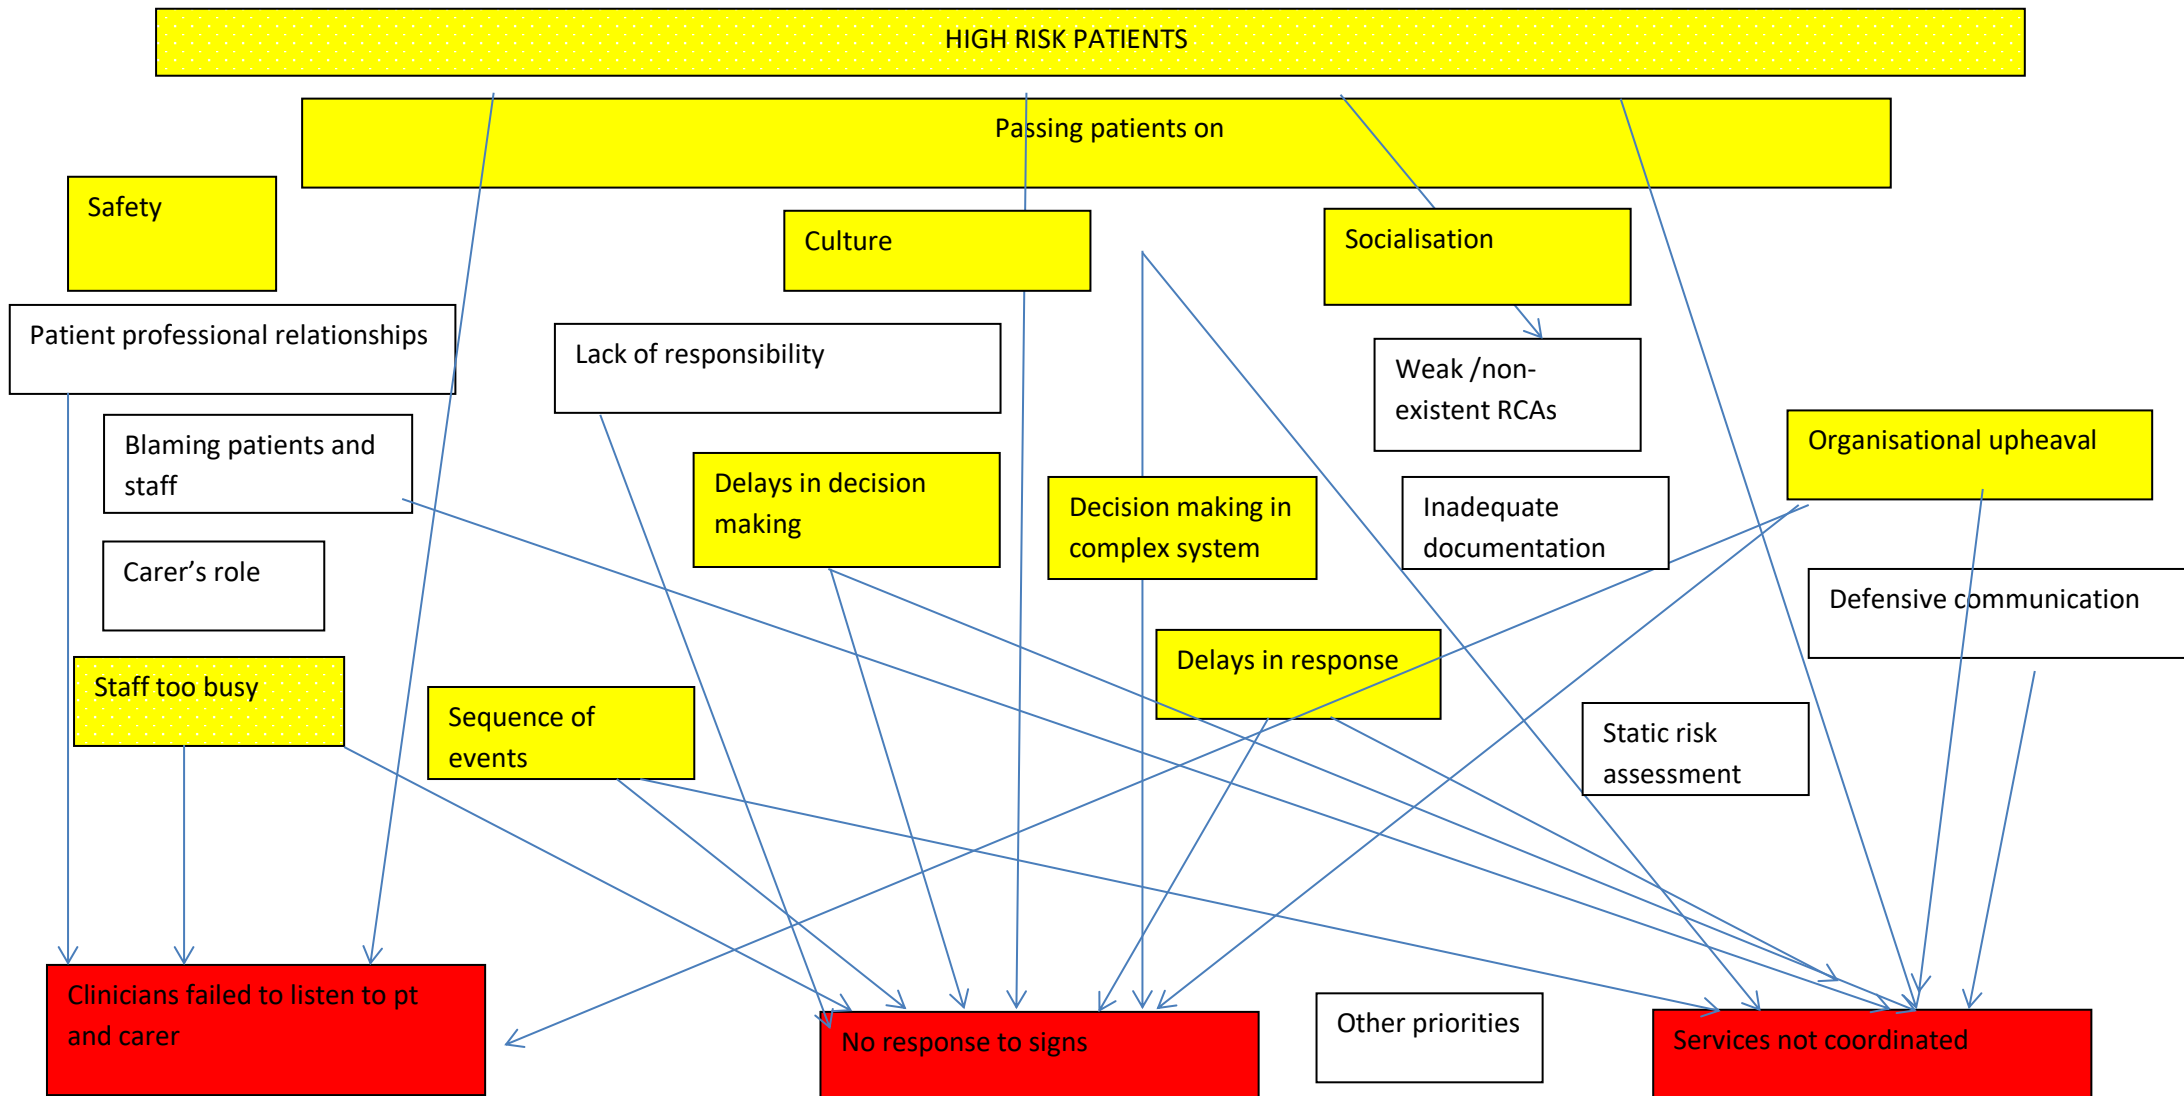 HIGH RISK PATIENTS
Passing patients on
Safety
Culture
Socialisation
Patient professional relationships
Lack of responsibility
Weak /non-
existent RCAs
Blaming patients and
staff
Delays in decision
making
Decision making in
complex system
Inadequate
documentation
Organisational upheaval
Carer’s role
Defensive communication
Staff too busy
Sequence of
events
Delays in response
Static risk
assessment
Clinicians failed to listen to pt
and carer
No response to signs
Other priorities
Services not coordinated